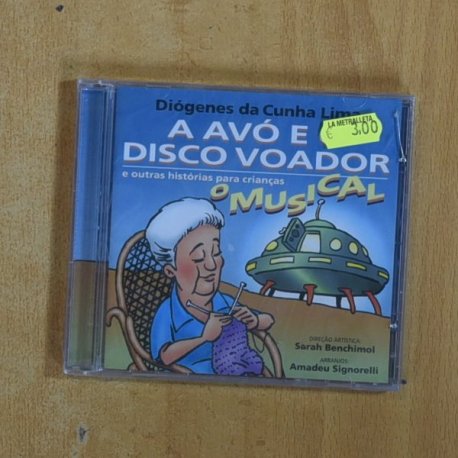 Diógenes da Cunha Lima
A AVÓ E O
DISCO VOADOR
e outras histórias para crianças
O MUSICAL
LA METRALLETA
€ 3,00
DIREÇÃO ARTÍSTICA:
Sarah Benchimol
ARRANJOS:
Amadeu Signorelli